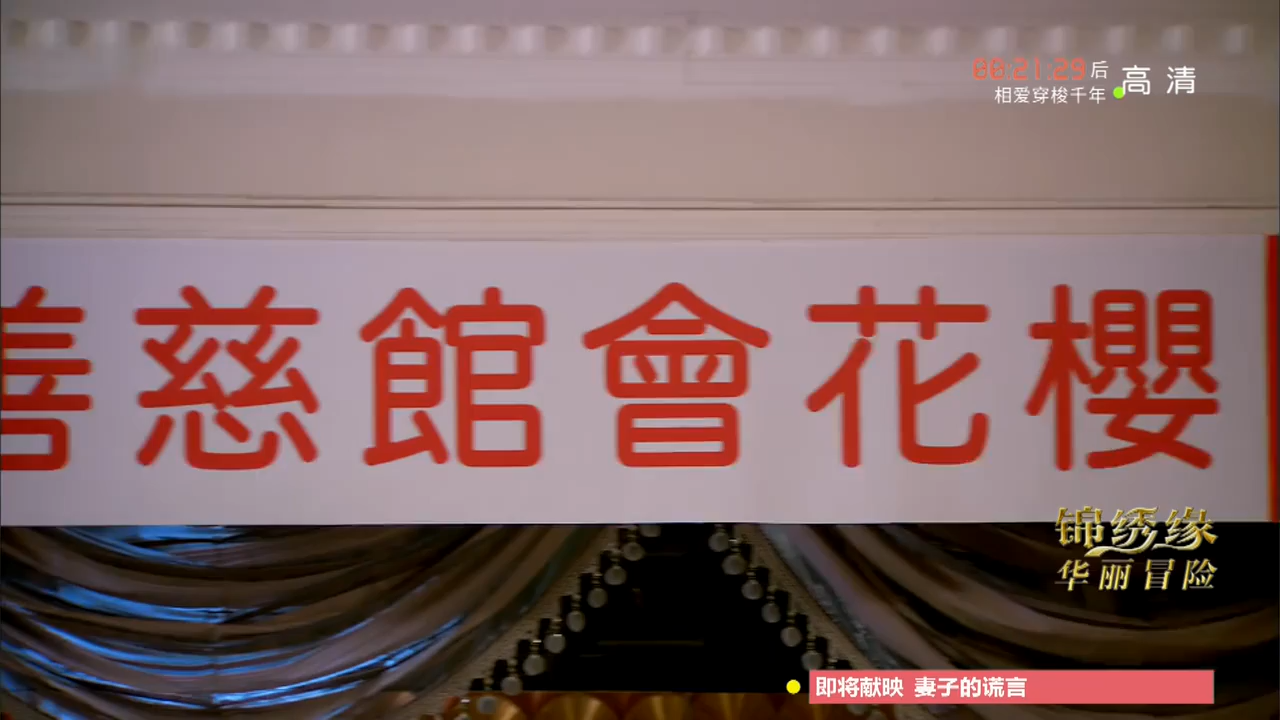 00:21:29后
相爱穿梭千年
高清
櫻花會館慈善
锦绣缘
华丽冒险
即将献映 妻子的谎言